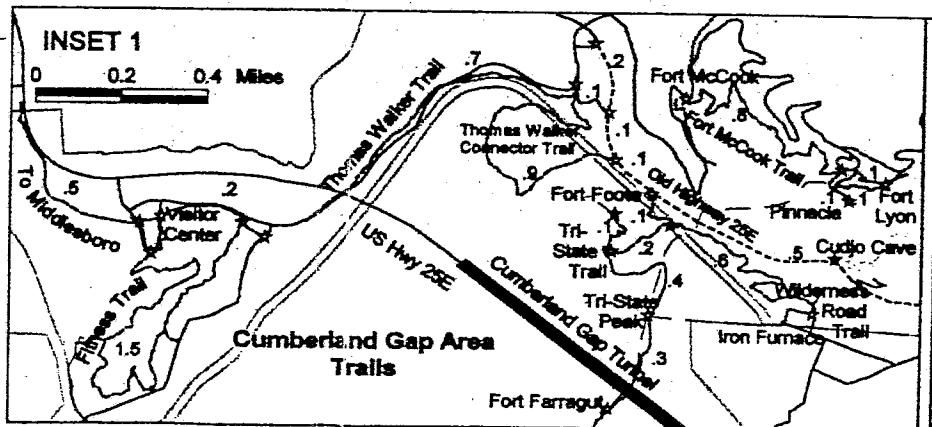 INSET 1
0 0.2 0.4 Miles
.7
.2
.1
Fort McCook
.8
Thomas Walker Trail
Thomas Walker
Connector Trail
.9
.1
Fort McCook Trail
.1
Old Highway 25E
.1
.1
.1
Fort Lyon
Pinnacle
To Middlesboro
.5
.2
Visitor
Center
US Hwy 25E
Fort Foote
.1
Tri-
State
Trail
.2
.6
.5
Cudjo Cave
.4
Wilderness
Road
Trail
Fitness Trail
1.5
Cumberland Gap Tunnel
Tri-State
Peak
Iron Furnace
Cumberland Gap Area
Trails
.3
Fort Farragut